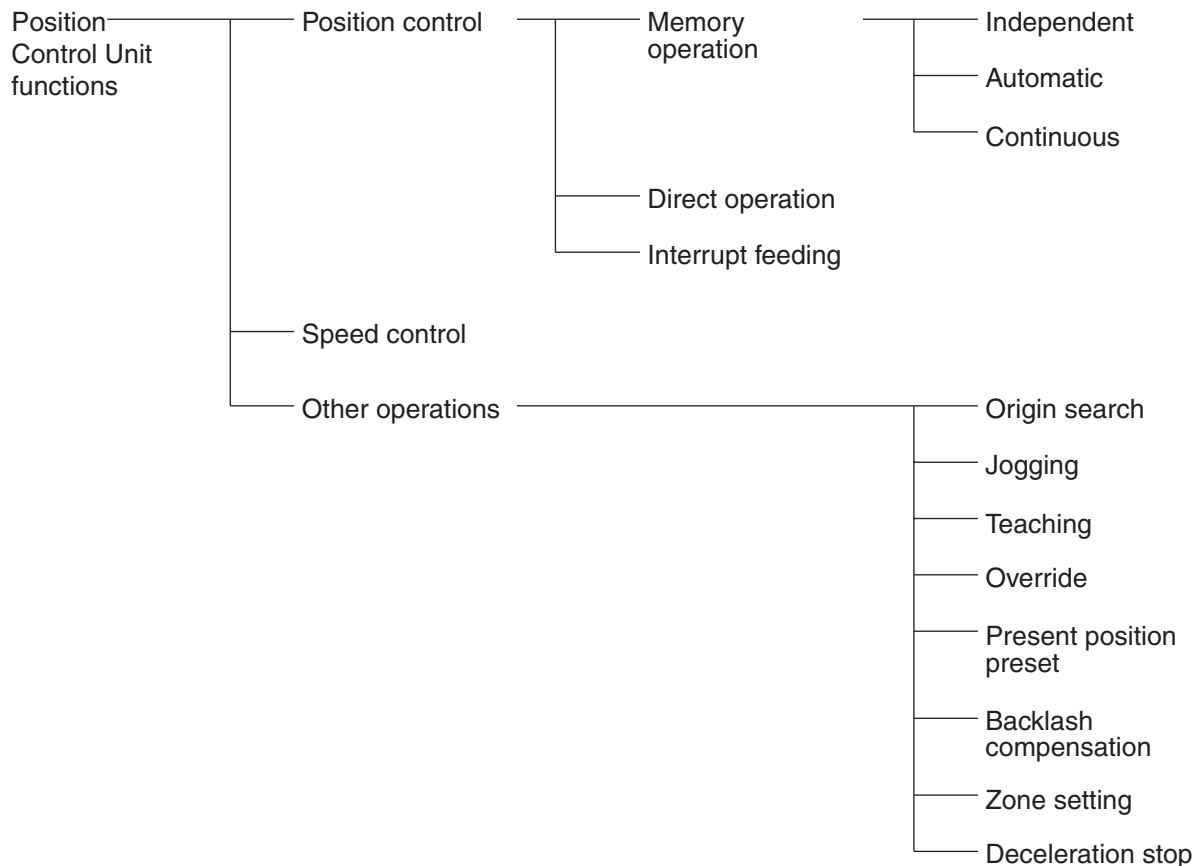 Position
Control Unit
functions
Position control
Memory
operation
Independent
Automatic
Continuous
Direct operation
Interrupt feeding
Speed control
Other operations
Origin search
Jogging
Teaching
Override
Present position
preset
Backlash
compensation
Zone setting
Deceleration stop